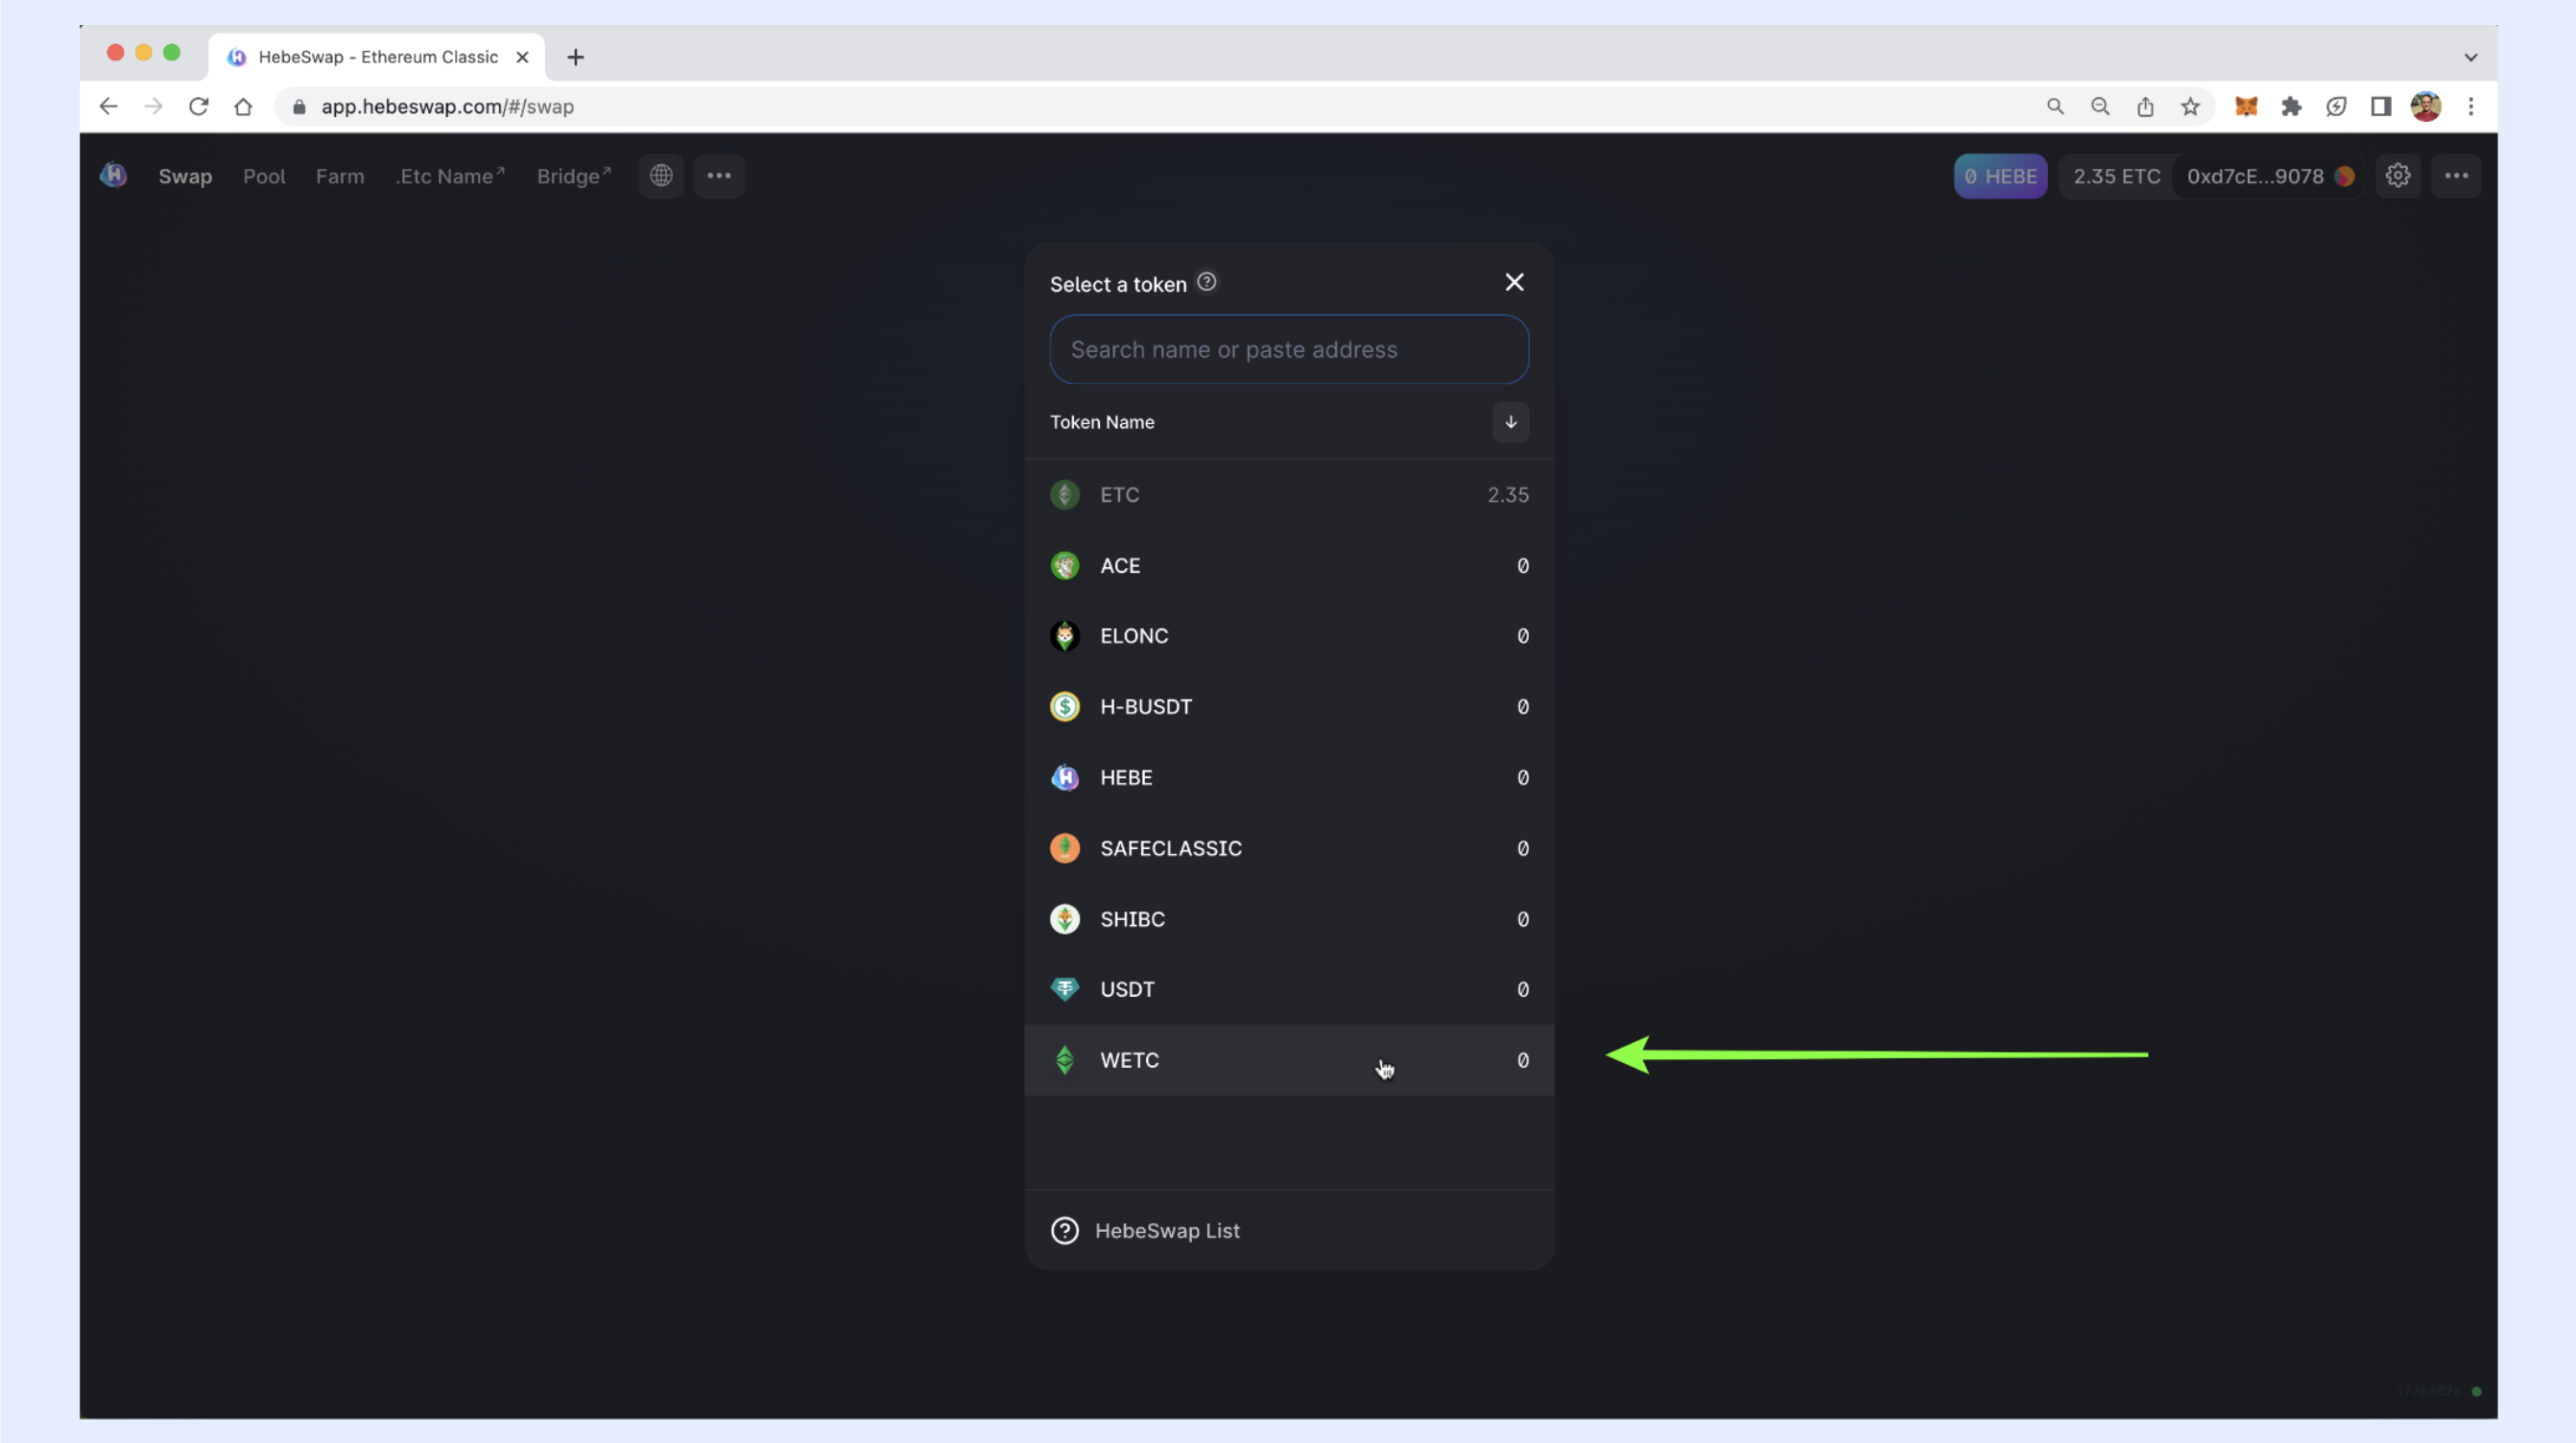 HebeSwap - Ethereum Classic
app.hebeswap.com/#/swap
Swap Pool Farm .Etc Name↗ Bridge↗ 0 HEBE 2.35 ETC 0xd7cE...9078
Select a token
Search name or paste address
Token Name
ETC 2.35
ACE 0
ELONC 0
H-BUSDT 0
HEBE 0
SAFECLASSIC 0
SHIBC 0
USDT 0
WETC 0
HebeSwap List